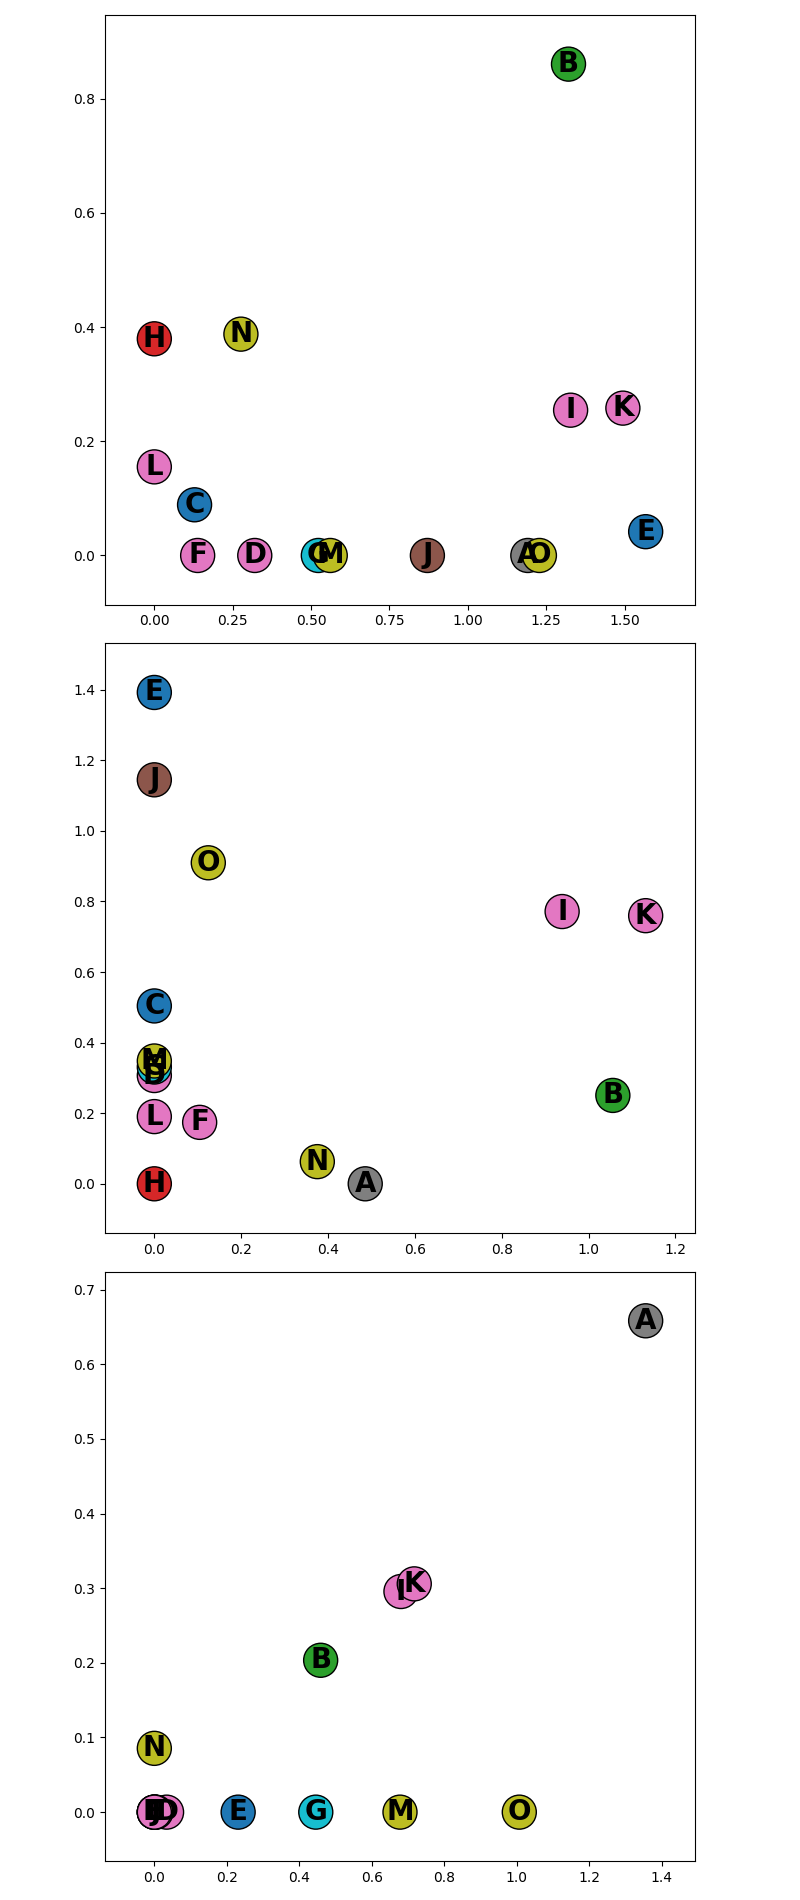 B
0.8
0.6
0.4
H N
I K
0.2
L
C
E
0.0 F D G M J A O
0.00 0.25 0.50 0.75 1.00 1.25 1.50
1.4 E
1.2
J
1.0
O
0.8
I K
0.6
C
0.4
M
D
B
0.2 L F
N
0.0 H A
0.0 0.2 0.4 0.6 0.8 1.0 1.2
0.7
A
0.6
0.5
0.4
0.3 K
I
0.2 B
0.1
N
0.0 J D E G M O
0.0 0.2 0.4 0.6 0.8 1.0 1.2 1.4